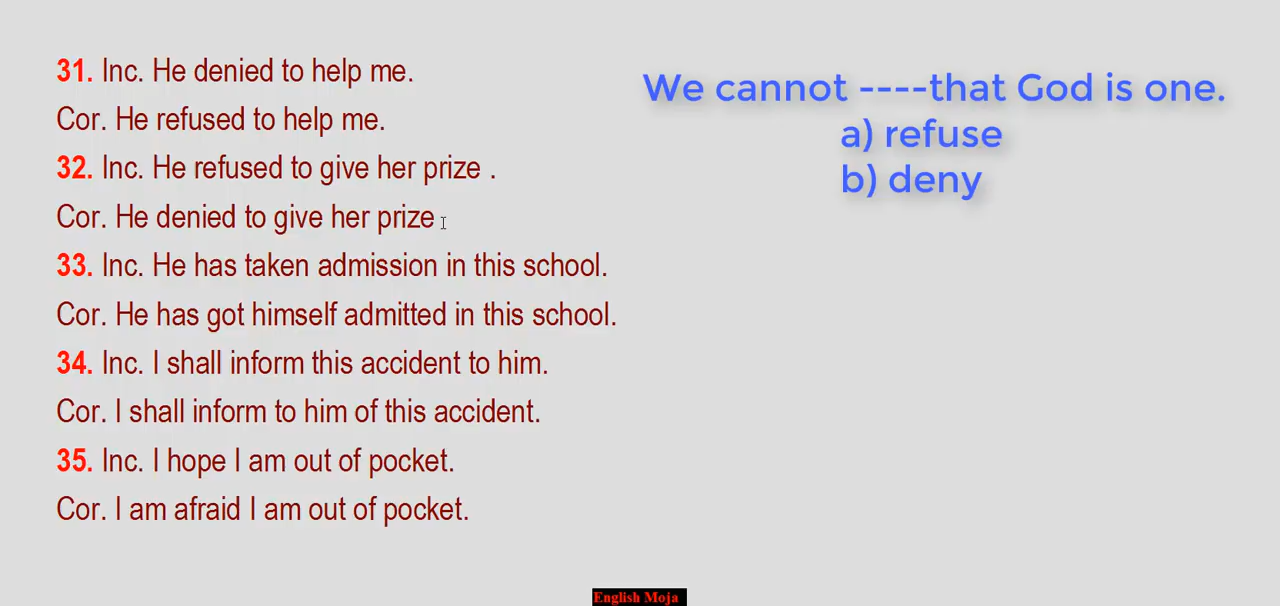 31. Inc. He denied to help me.
Cor. He refused to help me.
32. Inc. He refused to give her prize .
Cor. He denied to give her prize
33. Inc. He has taken admission in this school.
Cor. He has got himself admitted in this school.
34. Inc. I shall inform this accident to him.
Cor. I shall inform to him of this accident.
35. Inc. I hope I am out of pocket.
Cor. I am afraid I am out of pocket.
We cannot ----that God is one.
a) refuse
b) deny
English Moja